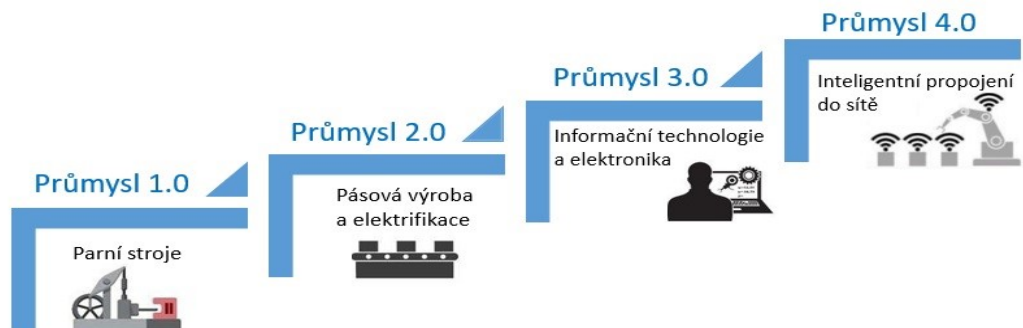 Průmysl 1.0
Parní stroje
Průmysl 2.0
Pásová výroba
a elektrifikace
Průmysl 3.0
Informační technologie
a elektronika
Průmysl 4.0
Inteligentní propojení
do sítě